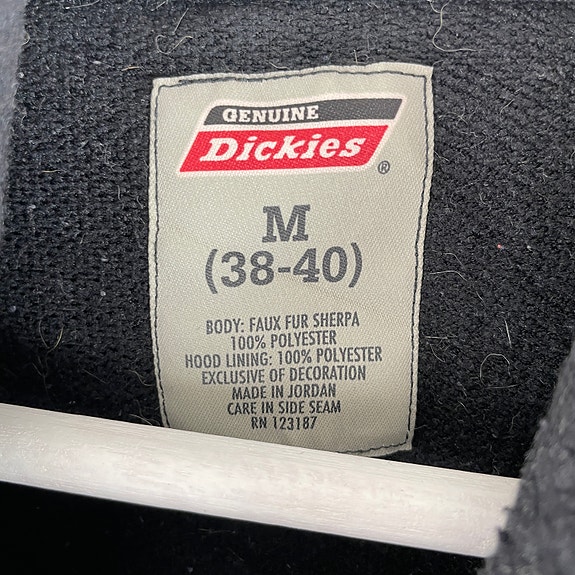 GENUINE
Dickies®
M
(38-40)
BODY: FAUX FUR SHERPA
100% POLYESTER
HOOD LINING: 100% POLYESTER
EXCLUSIVE OF DECORATION
MADE IN JORDAN
CARE IN SIDE SEAM
RN 123187